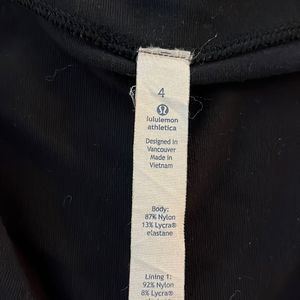 4
lululemon
athletica
Designed in
Vancouver
Made in
Vietnam
Body:
87% Nylon
13% Lycra®
elastane
Lining 1:
92% Nylon
8% Lycra®